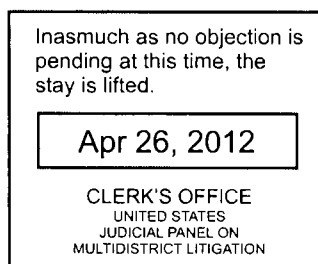 Inasmuch as no objection is
pending at this time, the
stay is lifted.
Apr 26, 2012
CLERK'S OFFICE
UNITED STATES
JUDICIAL PANEL ON
MULTIDISTRICT LITIGATION